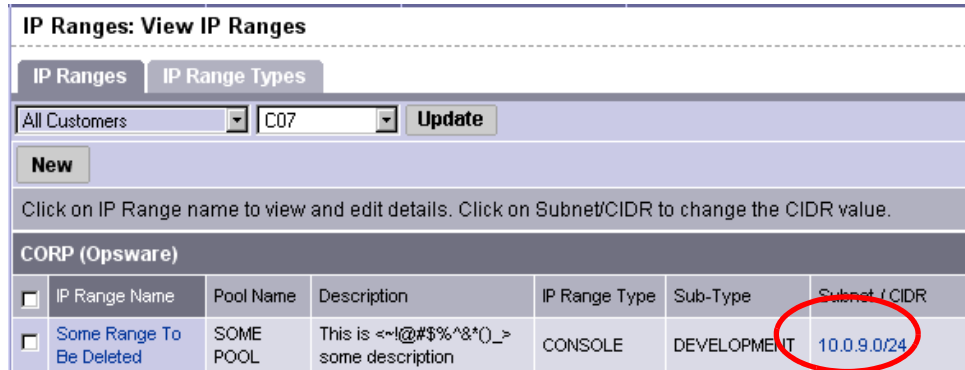 IP Ranges: View IP Ranges
IP Ranges IP Range Types
All Customers C07 Update
New
Click on IP Range name to view and edit details. Click on Subnet/CIDR to change the CIDR value.
CORP (Opsware)
IP Range Name Pool Name Description IP Range Type Sub-Type Subnet / CIDR
Some Range To SOME This is <~!@#$%^&*()_> CONSOLE DEVELOPMENT 10.0.9.0/24
Be Deleted POOL some description